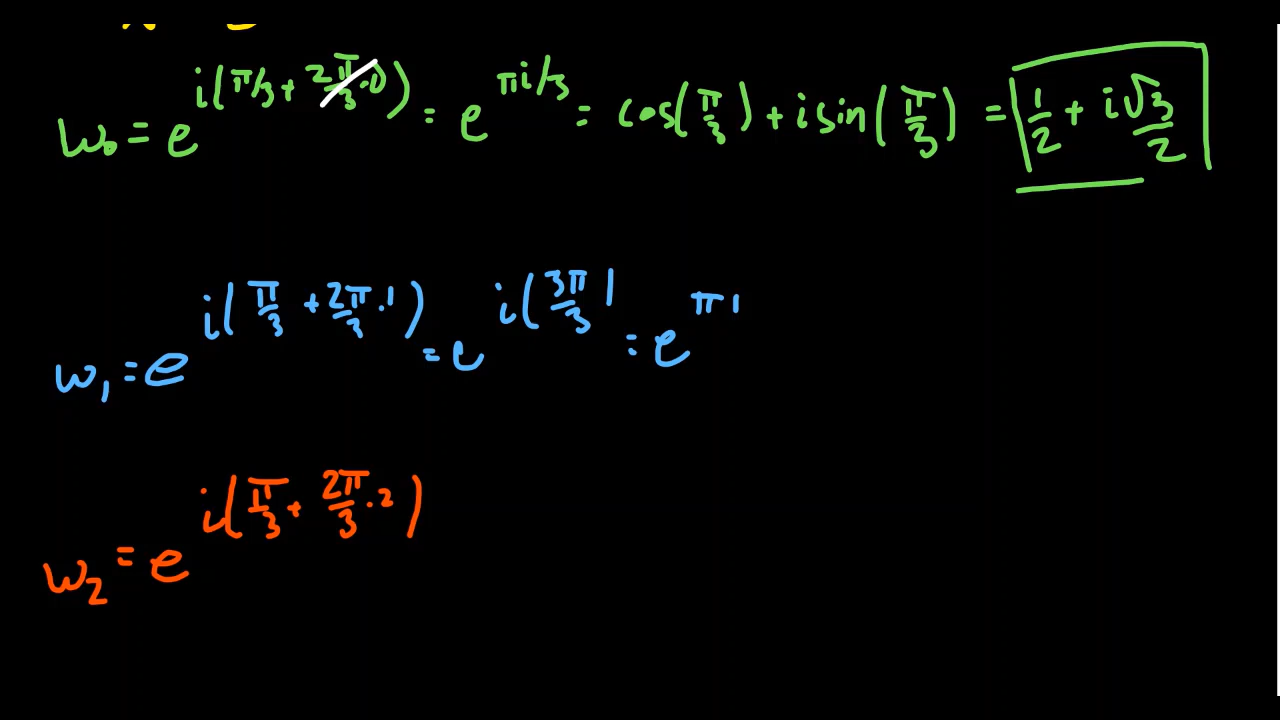 w₀ = e^{i(π/3 + 2π/3·0)} = e^{πi/3} = cos(π/3) + i sin(π/3) = 1/2 + i√3/2
w₁ = e^{i(π/3 + 2π/3·1)} = e^{i(3π/3)} = e^{πi}
w₂ = e^{i(π/3 + 2π/3·2)}